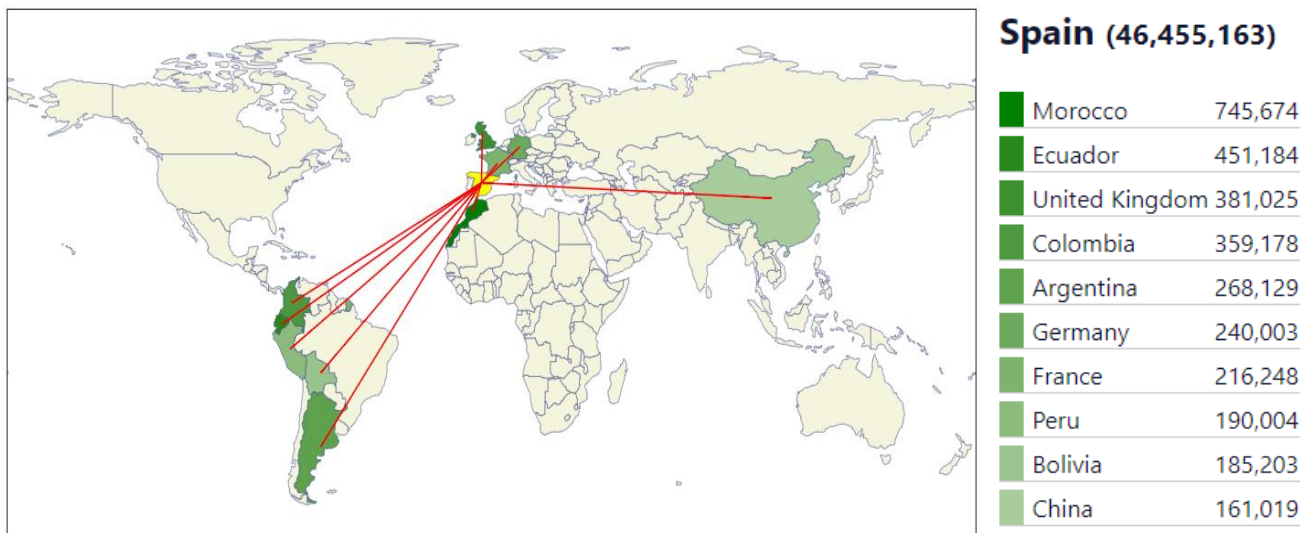 Spain (46,455,163)
Morocco 745,674
Ecuador 451,184
United Kingdom 381,025
Colombia 359,178
Argentina 268,129
Germany 240,003
France 216,248
Peru 190,004
Bolivia 185,203
China 161,019